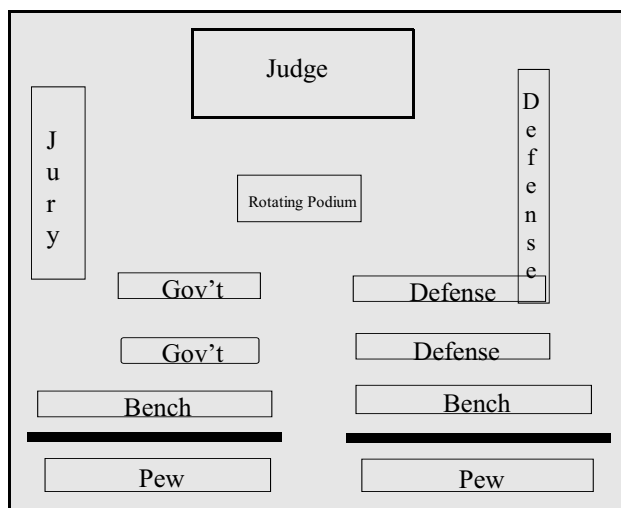 Judge
Jury
Defense
Rotating Podium
Gov’t
Defense
Gov’t
Defense
Bench
Bench
Pew
Pew